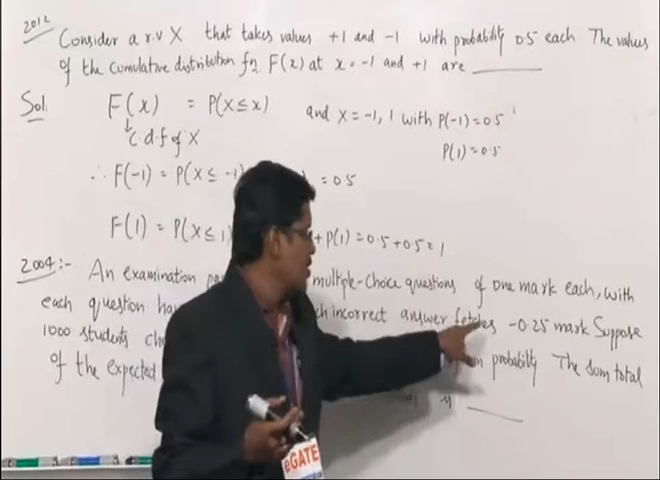 2012 Consider a r.v X that takes values +1 and -1 with probability 0.5 each The values
of the cumulative distribution fn F(x) at x = -1 and +1 are ______
Sol: F(x) = P(X ≤ x) and X = -1, 1 with P(-1) = 0.5
C.d.f of X P(1) = 0.5
∴ F(-1) = P(X ≤ -1) = 0.5
F(1) = P(X ≤ 1) + P(1) = 0.5 + 0.5 = 1
2004:- An examination multiple-choice questions of one mark each, with
each question incorrect answer fetches -0.25 mark Suppose
1000 students
of the expected probability The sum total
______
eGATE